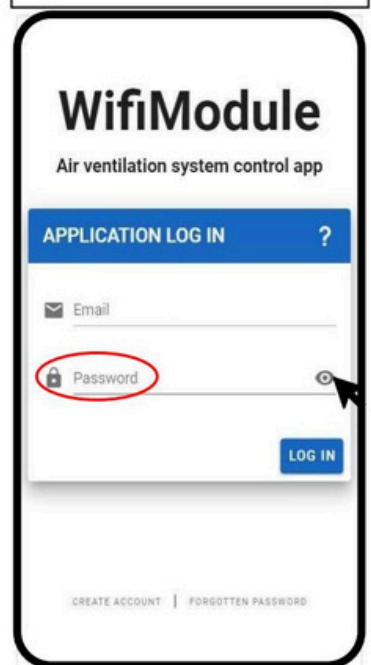 WifiModule
Air ventilation system control app
APPLICATION LOG IN ?
Email
Password
LOG IN
CREATE ACCOUNT | FORGOTTEN PASSWORD